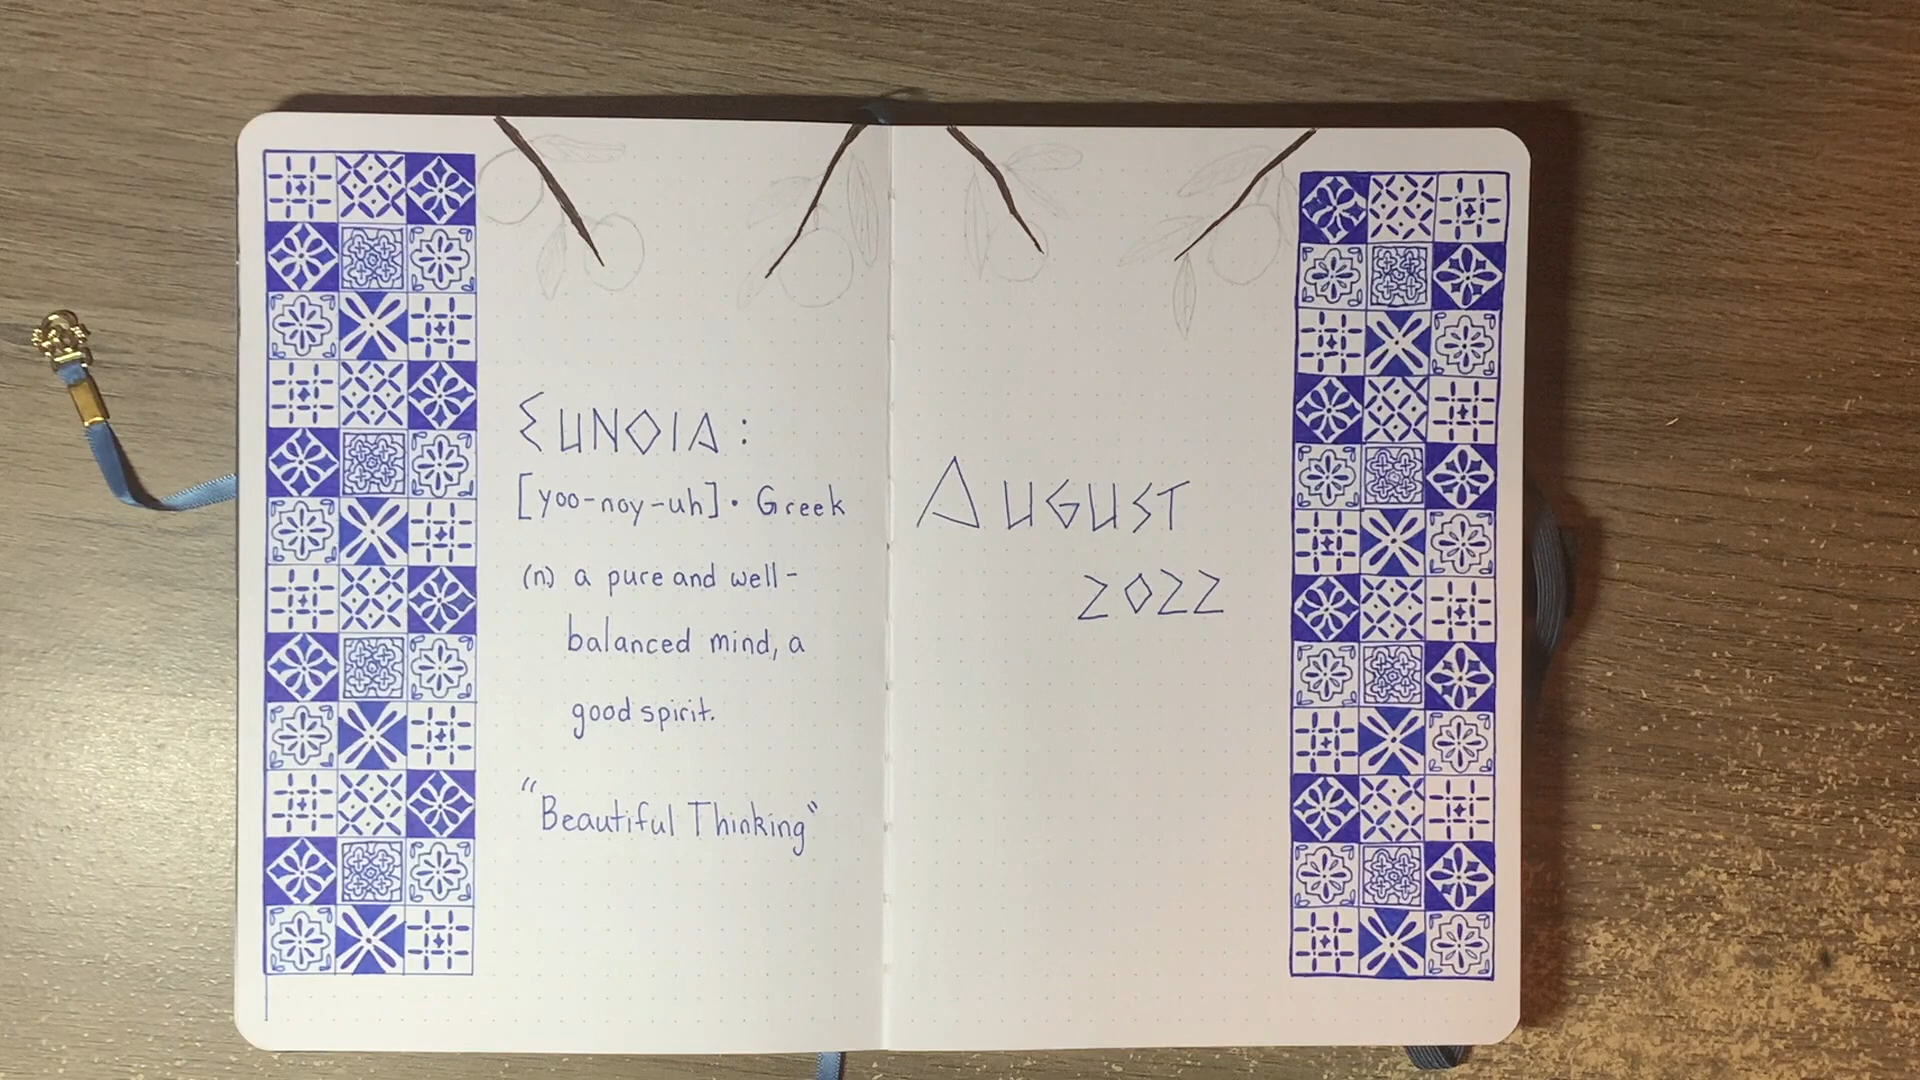 EUNOIA:
[yoo-noy-uh] • Greek
(n.) a pure and well-
balanced mind, a
good spirit.
"Beautiful Thinking"
AUGUST
2022